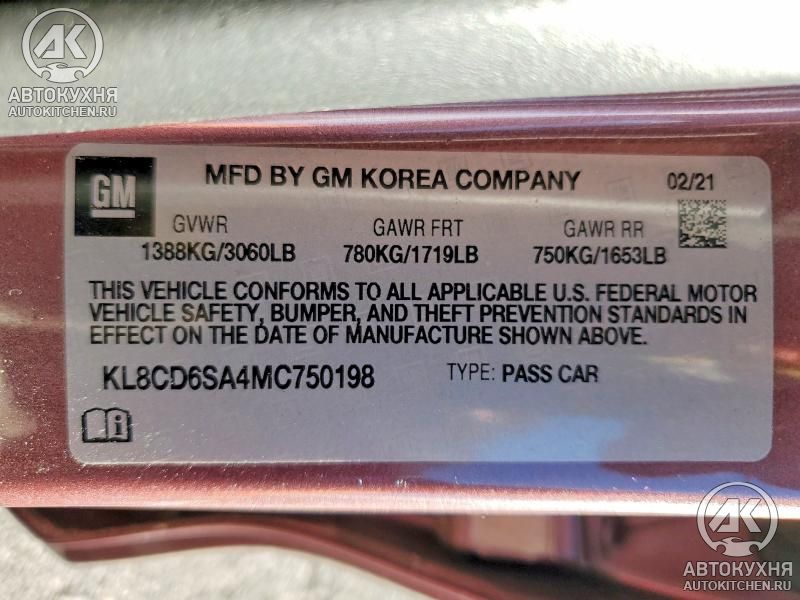 AK
АВТОКУХНЯ
AUTOKITCHEN.RU
GM
MFD BY GM KOREA COMPANY
02/21
GVWR
GAWR FRT
GAWR RR
1388KG/3060LB
780KG/1719LB
750KG/1653LB
THIS VEHICLE CONFORMS TO ALL APPLICABLE U.S. FEDERAL MOTOR
VEHICLE SAFETY, BUMPER, AND THEFT PREVENTION STANDARDS IN
EFFECT ON THE DATE OF MANUFACTURE SHOWN ABOVE.
KL8CD6SA4MC750198
TYPE: PASS CAR
i
AK
АВТОКУХНЯ
AUTOKITCHEN.RU